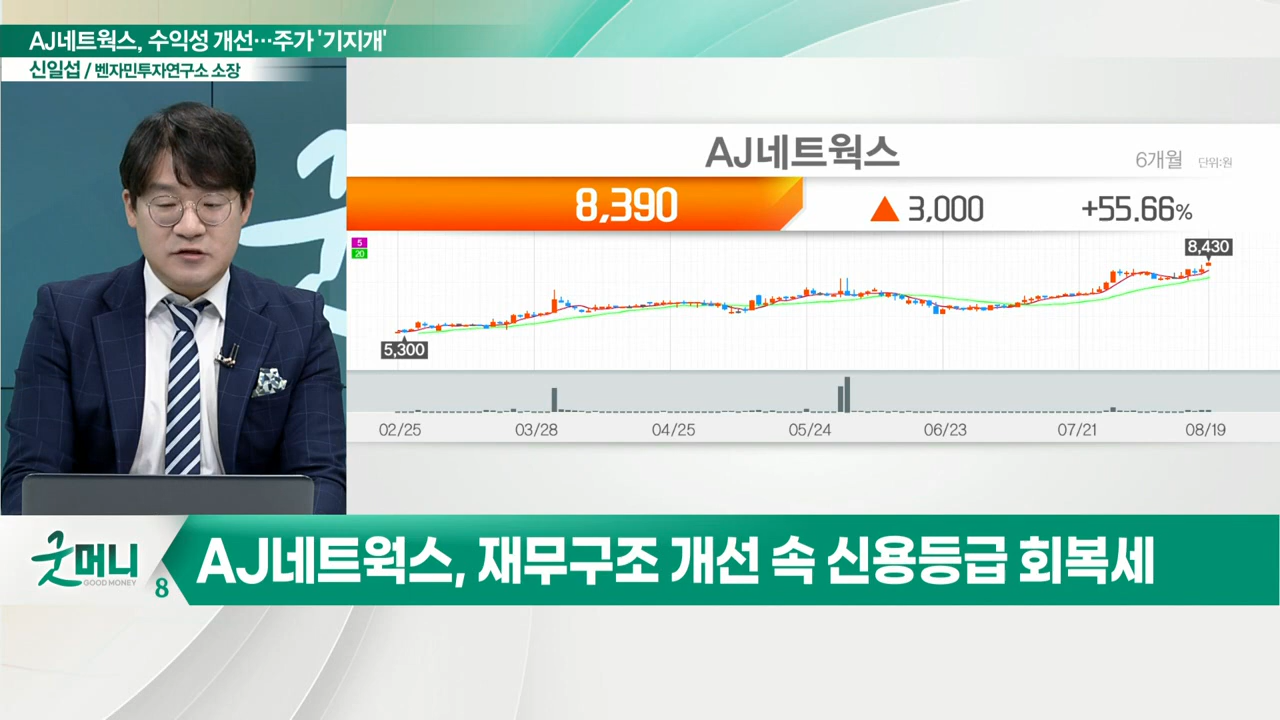 AJ네트웍스, 수익성 개선…주가 '기지개'
신일섭 / 벤자민투자연구소 소장
AJ네트웍스
6개월 단위:원
8,390 ▲ 3,000 +55.66%
5
20
8,430
5,300
02/25 03/28 04/25 05/24 06/23 07/21 08/19
굿머니
GOOD MONEY
8
AJ네트웍스, 재무구조 개선 속 신용등급 회복세